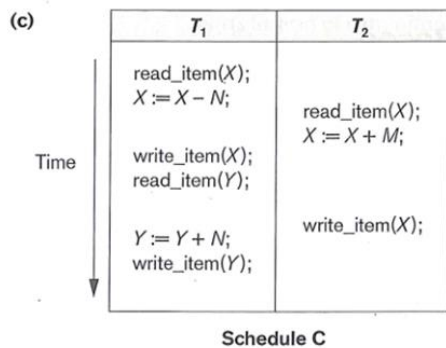 (c)
T1 T2
read_item(X);
X := X – N;
read_item(X);
X := X + M;
Time
write_item(X);
read_item(Y);
write_item(X);
Y := Y + N;
write_item(Y);
Schedule C